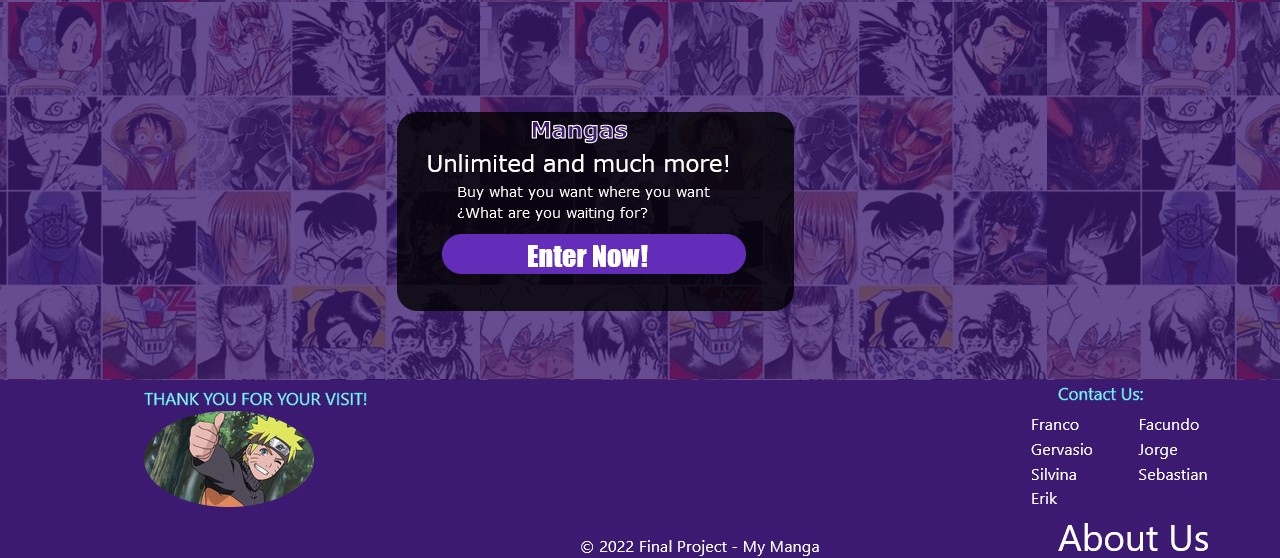 Mangas
Unlimited and much more!
Buy what you want where you want
¿What are you waiting for?
Enter Now!
THANK YOU FOR YOUR VISIT!
Contact Us:
Franco Facundo
Gervasio Jorge
Silvina Sebastian
Erik
About Us
© 2022 Final Project - My Manga